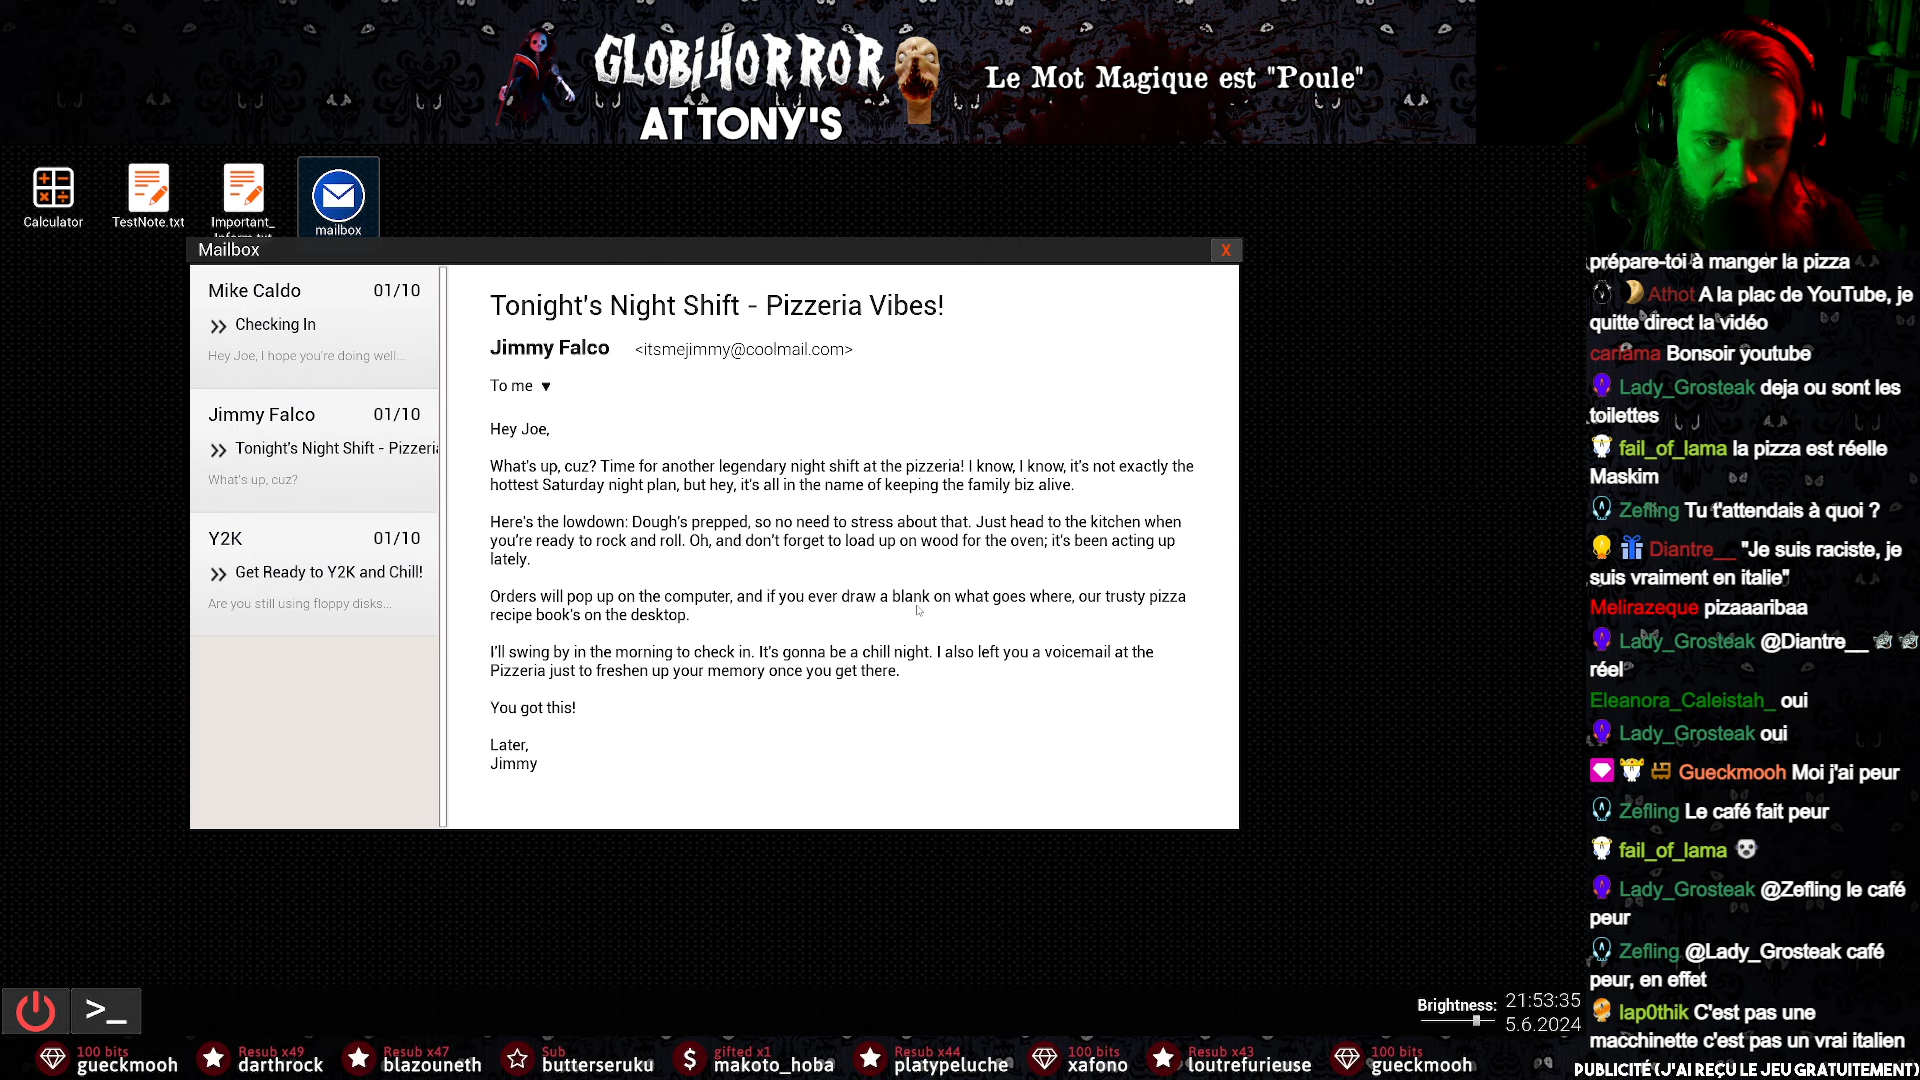 GLOBIHORROR
AT TONY'S
Le Mot Magique est "Poule"
Calculator
TestNote.txt
Important_
mailbox
Mailbox
X
Mike Caldo 01/10
Checking In
Hey Joe, I hope you're doing well...
Jimmy Falco 01/10
Tonight's Night Shift - Pizzeria
What's up, cuz?
Y2K 01/10
Get Ready to Y2K and Chill!
Are you still using floppy disks...
Tonight's Night Shift - Pizzeria Vibes!
Jimmy Falco <itsmejimmy@coolmail.com>
To me ▼
Hey Joe,
What's up, cuz? Time for another legendary night shift at the pizzeria! I know, I know, it's not exactly the
hottest Saturday night plan, but hey, it's all in the name of keeping the family biz alive.
Here's the lowdown: Dough's prepped, so no need to stress about that. Just head to the kitchen when
you're ready to rock and roll. Oh, and don't forget to load up on wood for the oven; it's been acting up
lately.
Orders will pop up on the computer, and if you ever draw a blank on what goes where, our trusty pizza
recipe book's on the desktop.
I'll swing by in the morning to check in. It's gonna be a chill night. I also left you a voicemail at the
Pizzeria just to freshen up your memory once you get there.
You got this!
Later,
Jimmy
prépare-toi à manger la pizza
Athot A la plac de YouTube, je
quitte direct la vidéo
carlama Bonsoir youtube
Lady_Grosteak deja ou sont les
toilettes
fail_of_lama la pizza est réelle
Maskim
Zefling Tu t'attendais à quoi ?
Diantre__ "Je suis raciste, je
suis vraiment en italie"
Melirazeque pizaaaribaa
Lady_Grosteak @Diantre__
réel
Eleanora_Caleistah_ oui
Lady_Grosteak oui
Gueckmooh Moi j'ai peur
Zefling Le café fait peur
fail_of_lama
Lady_Grosteak @Zefling le café
peur
Zefling @Lady_Grosteak café
peur, en effet
lap0thik C'est pas une
macchinette c'est pas un vrai italien
>_
Brightness:
21:53:35
5.6.2024
100 bits
gueckmooh
Resub x49
darthrock
Resub x47
blazouneth
Sub
butterseruku
gifted x1
makoto_hoba
Resub x44
platypeluche
100 bits
xafono
Resub x43
loutrefurieuse
100 bits
gueckmooh
PUBLICITÉ (J'AI REÇU LE JEU GRATUITEMENT)